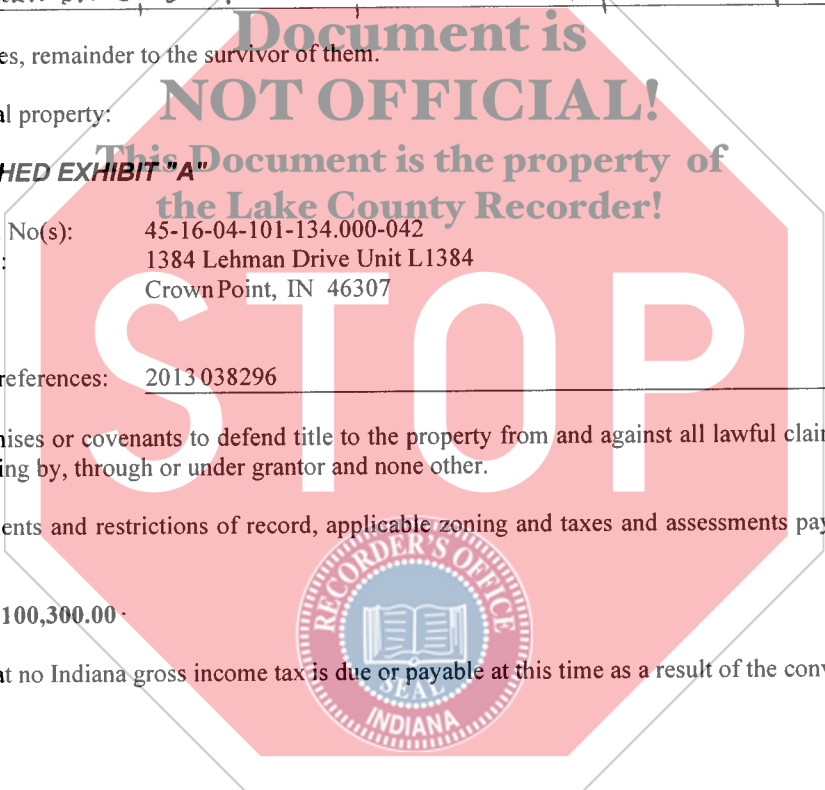 Document is
es, remainder to the survivor of them.
NOT OFFICIAL!
al property:
This Document is the property of
HED EXHIBIT "A"
the Lake County Recorder!
No(s): 45-16-04-101-134.000-042
: 1384 Lehman Drive Unit L1384
Crown Point, IN 46307
STOP
references: 2013 038296
nises or covenants to defend title to the property from and against all lawful clai
ing by, through or under grantor and none other.
ents and restrictions of record, applicable zoning and taxes and assessments pay
RECORDER'S OFFICE
100,300.00
at no Indiana gross income tax is due or payable at this time as a result of the conv
SEAL
INDIANA